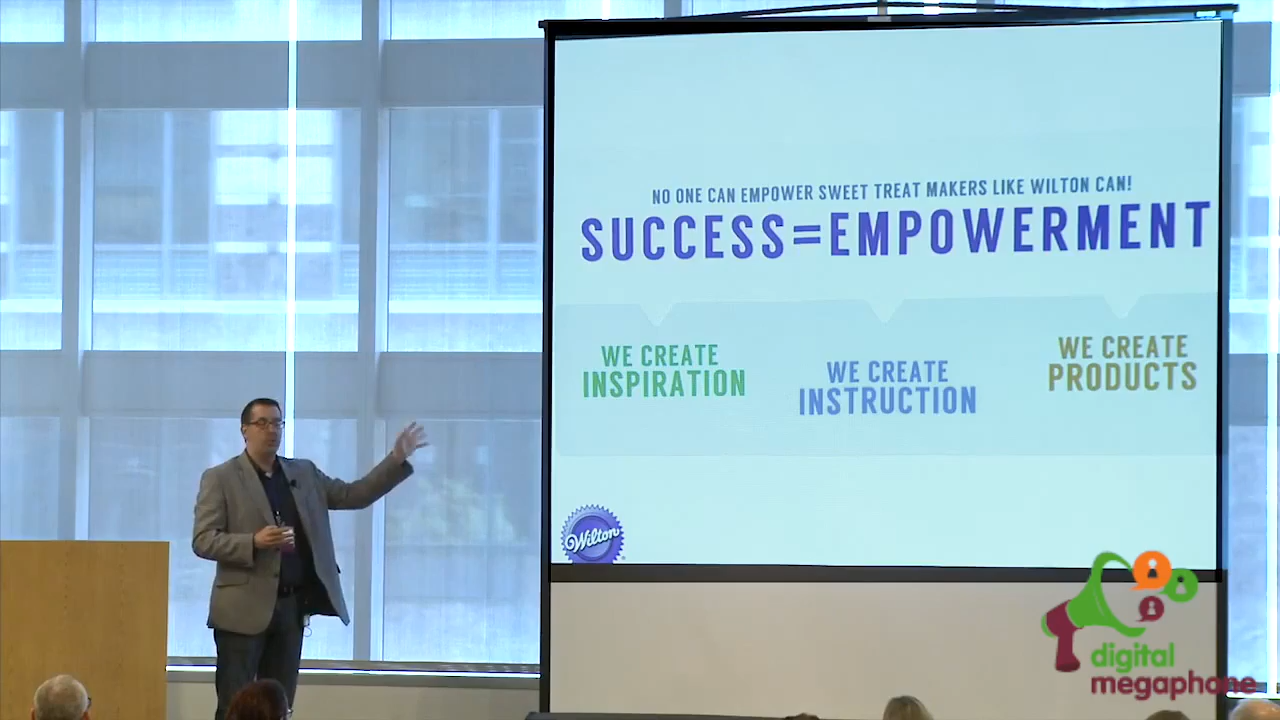 NO ONE CAN EMPOWER SWEET TREAT MAKERS LIKE WILTON CAN!
SUCCESS=EMPOWERMENT
WE CREATE
INSPIRATION
WE CREATE
INSTRUCTION
WE CREATE
PRODUCTS
Wilton
digital
megaphone